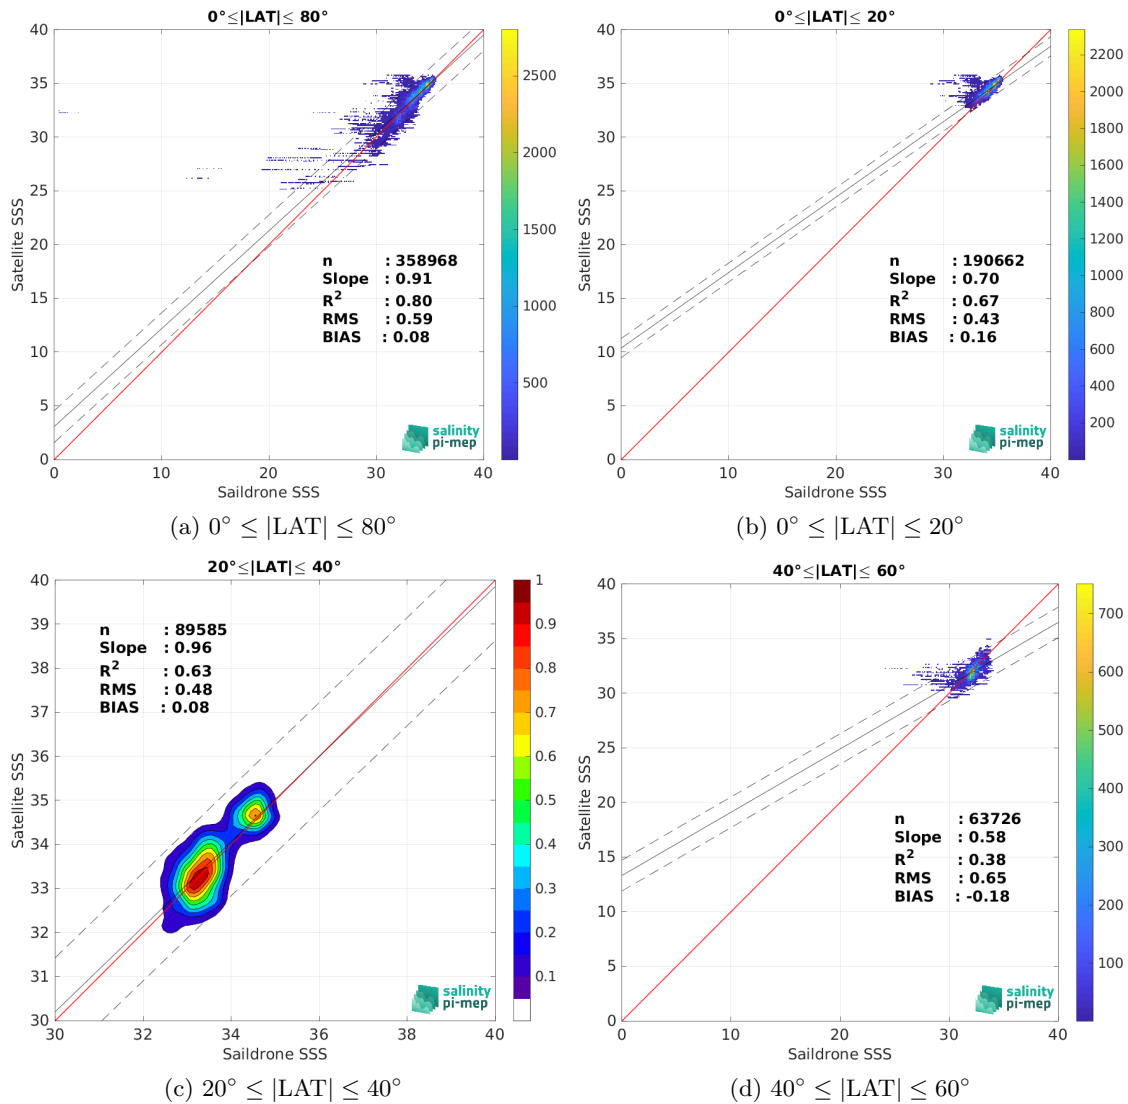 0°≤|LAT|≤ 80°
Satellite SSS
40
35
30
25
20
15
10
5
0
0
10
20
30
40
Saildrone SSS
2500
2000
1500
1000
500
n : 358968
Slope : 0.91
R² : 0.80
RMS : 0.59
BIAS : 0.08
salinity
pi-mep
(a) 0° ≤ |LAT| ≤ 80°
0°≤|LAT|≤ 20°
Satellite SSS
40
35
30
25
20
15
10
5
0
0
10
20
30
40
Saildrone SSS
2200
2000
1800
1600
1400
1200
1000
800
600
400
200
n : 190662
Slope : 0.70
R² : 0.67
RMS : 0.43
BIAS : 0.16
salinity
pi-mep
(b) 0° ≤ |LAT| ≤ 20°
20°≤|LAT|≤ 40°
Satellite SSS
40
39
38
37
36
35
34
33
32
31
30
30
32
34
36
38
40
Saildrone SSS
1
0.9
0.8
0.7
0.6
0.5
0.4
0.3
0.2
0.1
n : 89585
Slope : 0.96
R² : 0.63
RMS : 0.48
BIAS : 0.08
salinity
pi-mep
(c) 20° ≤ |LAT| ≤ 40°
40°≤|LAT|≤ 60°
Satellite SSS
40
35
30
25
20
15
10
5
0
0
10
20
30
40
Saildrone SSS
700
600
500
400
300
200
100
n : 63726
Slope : 0.58
R² : 0.38
RMS : 0.65
BIAS : -0.18
salinity
pi-mep
(d) 40° ≤ |LAT| ≤ 60°